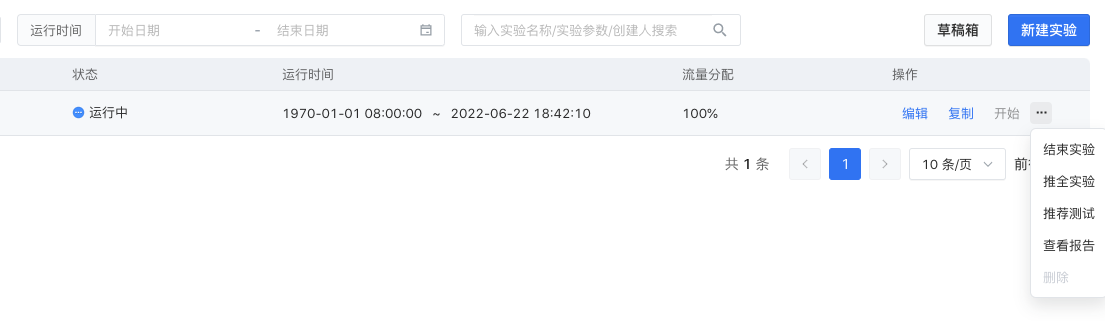 运行时间 开始日期 - 结束日期 输入实验名称/实验参数/创建人搜索 草稿箱 新建实验
状态 运行时间 流量分配 操作
运行中 1970-01-01 08:00:00 ~ 2022-06-22 18:42:10 100% 编辑 复制 开始
共 1 条 1 10 条/页 前
结束实验
推全实验
推荐测试
查看报告
删除